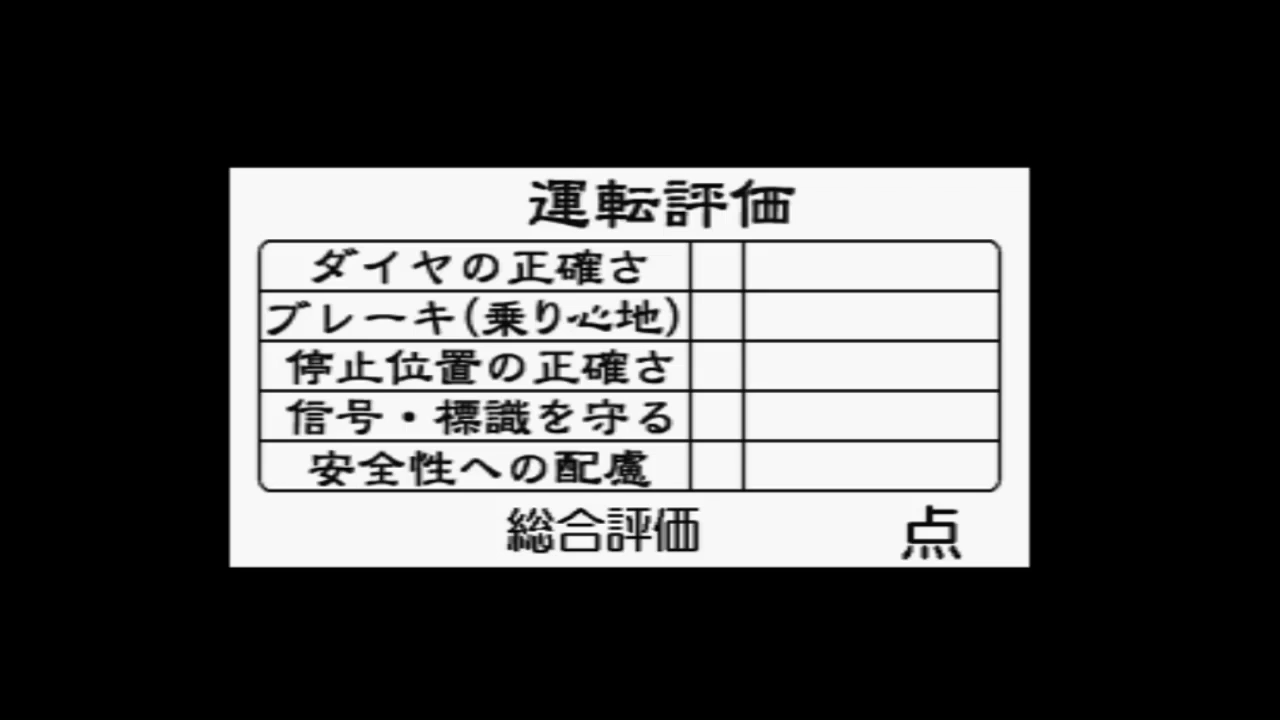 運転評価
ダイヤの正確さ
ブレーキ(乗り心地)
停止位置の正確さ
信号・標識を守る
安全性への配慮
総合評価 点